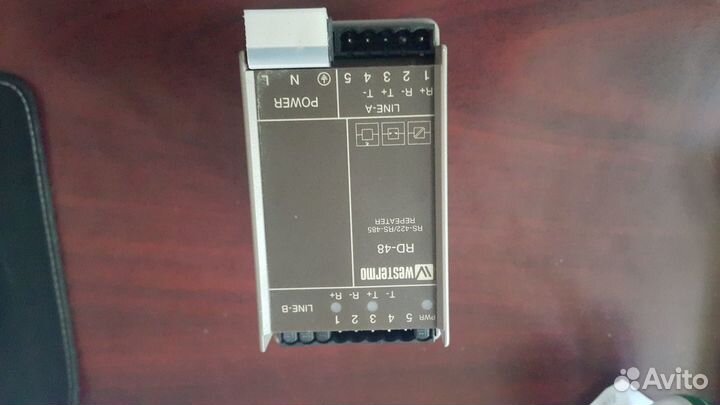 PWR 5 4 3 2 1
T- T+ R- R+ LINE-B
Westermo
RD-48
RS-422/RS-485
REPEATER
LINE-A POWER
R+ R- T+ T-
1 2 3 4 5 N L
Avito